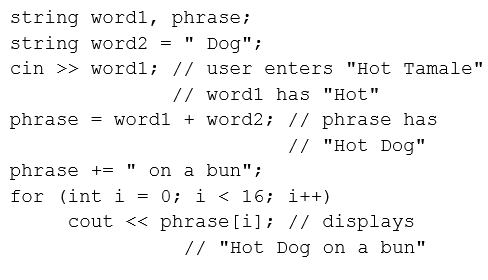 string word1, phrase;
string word2 = " Dog";
cin >> word1; // user enters "Hot Tamale"
// word1 has "Hot"
phrase = word1 + word2; // phrase has
// "Hot Dog"
phrase += " on a bun";
for (int i = 0; i < 16; i++)
cout << phrase[i]; // displays
// "Hot Dog on a bun"